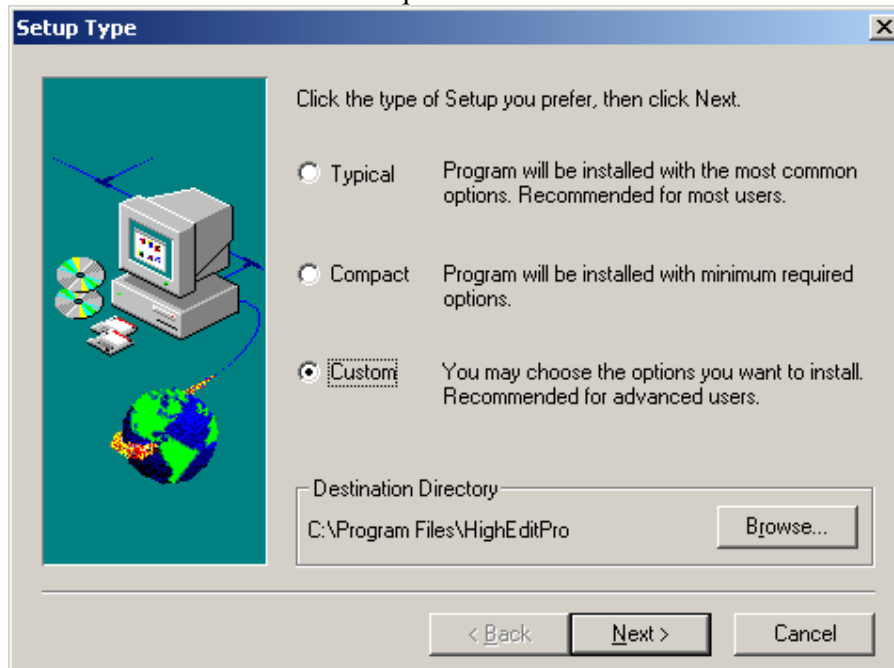 Setup Type
Click the type of Setup you prefer, then click Next.
Typical Program will be installed with the most common
options. Recommended for most users.
Compact Program will be installed with minimum required
options.
Custom You may choose the options you want to install.
Recommended for advanced users.
Destination Directory
C:\Program Files\HighEditPro Browse...
< Back Next > Cancel